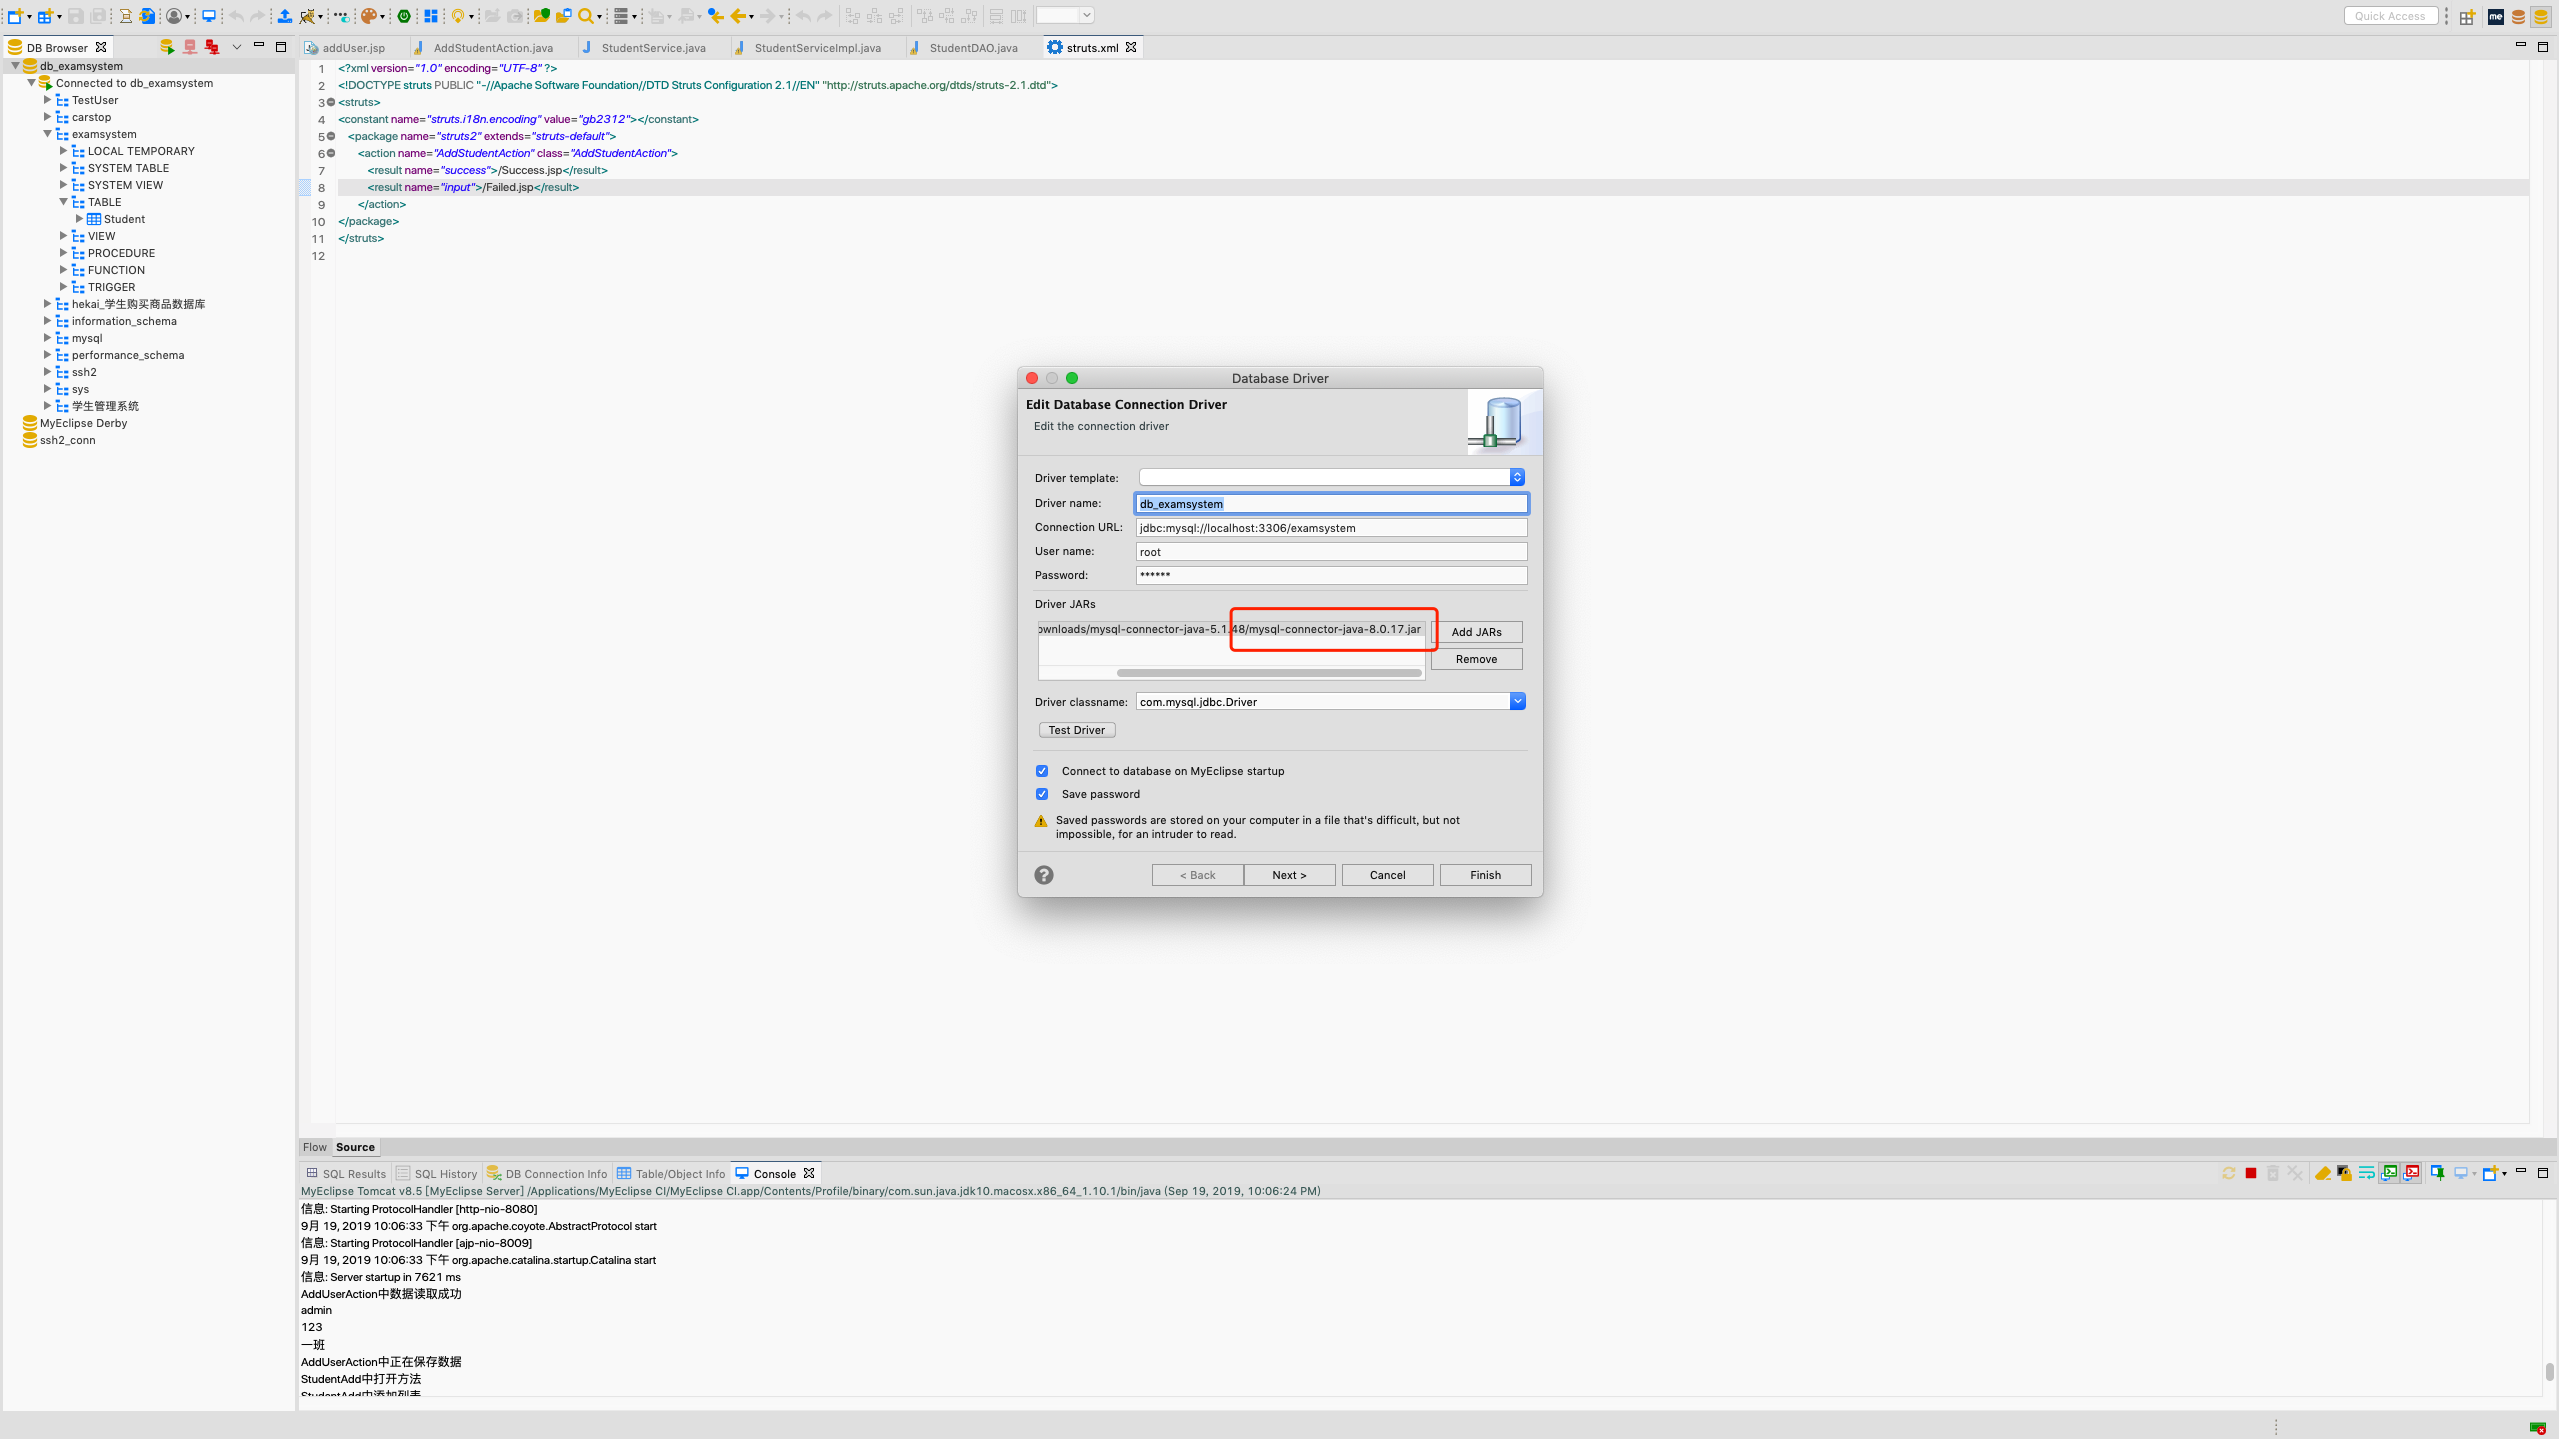 Quick Access
me
DB Browser
addUser.jsp
AddStudentAction.java
StudentService.java
StudentServiceImpl.java
StudentDAO.java
struts.xml
db_examsystem
Connected to db_examsystem
TestUser
carstop
examsystem
LOCAL TEMPORARY
SYSTEM TABLE
SYSTEM VIEW
TABLE
Student
VIEW
PROCEDURE
FUNCTION
TRIGGER
hekai_学生购买商品数据库
information_schema
mysql
performance_schema
ssh2
sys
学生管理系统
MyEclipse Derby
ssh2_conn
1 <?xml version="1.0" encoding="UTF-8" ?>
2 <!DOCTYPE struts PUBLIC "-//Apache Software Foundation//DTD Struts Configuration 2.1//EN" "http://struts.apache.org/dtds/struts-2.1.dtd">
3 <struts>
4 <constant name="struts.i18n.encoding" value="gb2312"></constant>
5 <package name="struts2" extends="struts-default">
6 <action name="AddStudentAction" class="AddStudentAction">
7 <result name="success">/Success.jsp</result>
8 <result name="input">/Failed.jsp</result>
9 </action>
10 </package>
11 </struts>
12
Database Driver
Edit Database Connection Driver
Edit the connection driver
Driver template:
Driver name: db_examsystem
Connection URL: jdbc:mysql://localhost:3306/examsystem
User name: root
Password: ******
Driver JARs
ownloads/mysql-connector-java-5.1.48/mysql-connector-java-8.0.17.jar
Add JARs
Remove
Driver classname: com.mysql.jdbc.Driver
Test Driver
Connect to database on MyEclipse startup
Save password
Saved passwords are stored on your computer in a file that's difficult, but not
impossible, for an intruder to read.
?
< Back
Next >
Cancel
Finish
Flow Source
SQL Results
SQL History
DB Connection Info
Table/Object Info
Console
MyEclipse Tomcat v8.5 [MyEclipse Server] /Applications/MyEclipse CI/MyEclipse CI.app/Contents/Profile/binary/com.sun.java.jdk10.macosx.x86_64_1.10.1/bin/java (Sep 19, 2019, 10:06:24 PM)
信息: Starting ProtocolHandler [http-nio-8080]
9月 19, 2019 10:06:33 下午 org.apache.coyote.AbstractProtocol start
信息: Starting ProtocolHandler [ajp-nio-8009]
9月 19, 2019 10:06:33 下午 org.apache.catalina.startup.Catalina start
信息: Server startup in 7621 ms
AddUserAction中数据读取成功
admin
123
一班
AddUserAction中正在保存数据
StudentAdd中打开方法
StudentAdd中添加列表